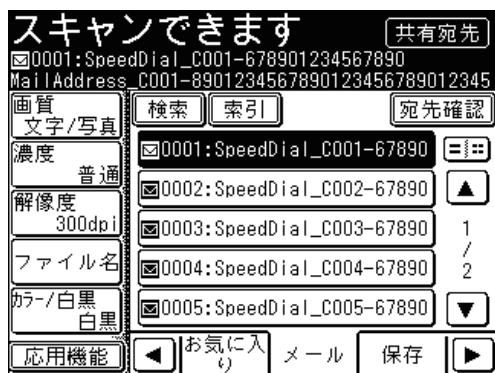 スキャンできます
共有宛先
0001:SpeedDial_C001-678901234567890
MailAddress_C001-890123456789012345678901 2345
画質
文字/写真
検索
索引
宛先確認
濃度
普通
0001:SpeedDial_C001-67890
0002:SpeedDial_C002-67890
解像度
300dpi
0003:SpeedDial_C003-67890
1
/
2
ファイル名
0004:SpeedDial_C004-67890
カラー/白黒
白黒
0005:SpeedDial_C005-67890
応用機能
お気に入
り
メール
保存